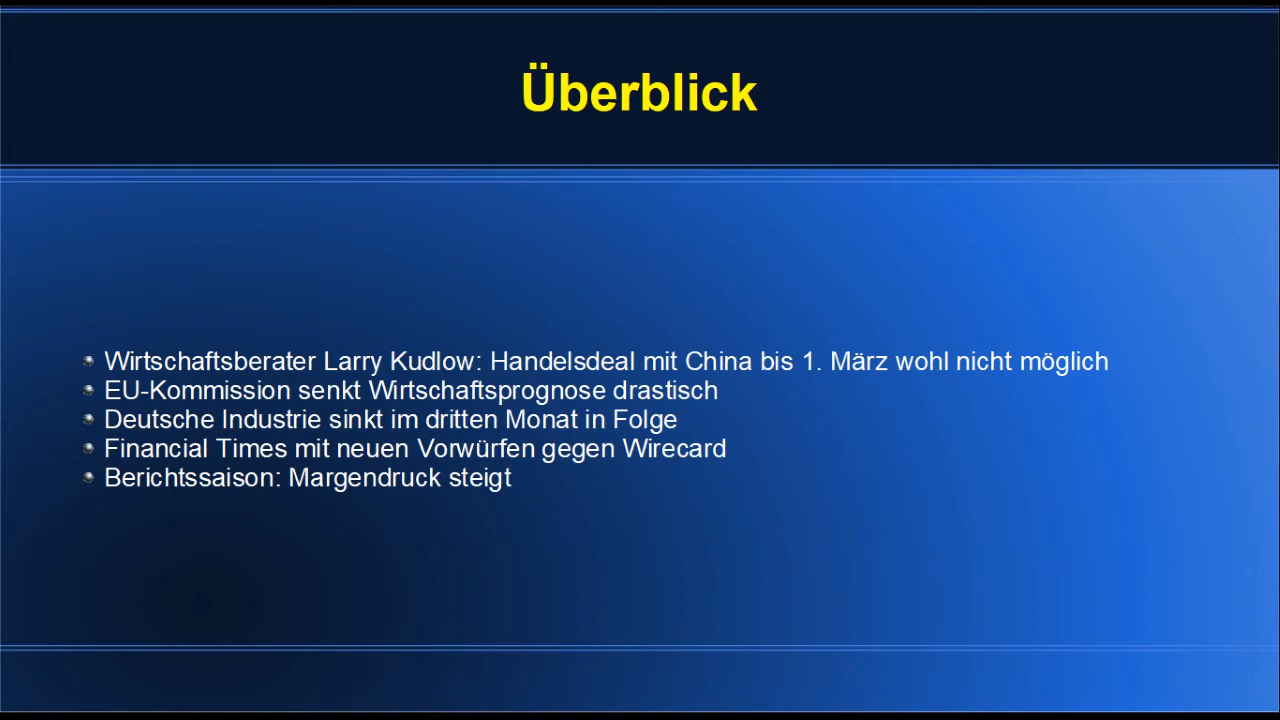 Überblick
Wirtschaftsberater Larry Kudlow: Handelsdeal mit China bis 1. März wohl nicht möglich
EU-Kommission senkt Wirtschaftsprognose drastisch
Deutsche Industrie sinkt im dritten Monat in Folge
Financial Times mit neuen Vorwürfen gegen Wirecard
Berichtssaison: Margendruck steigt